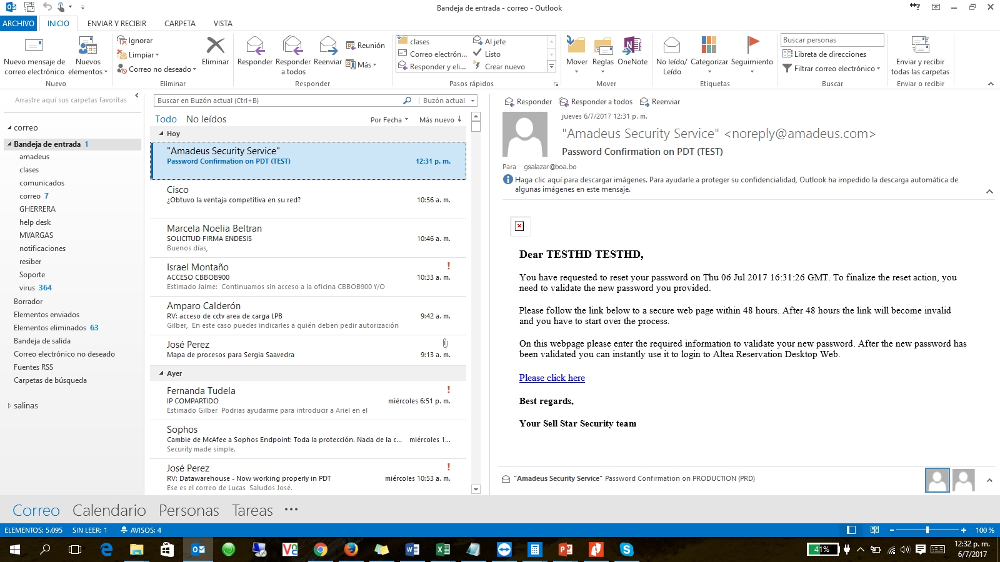 Bandeja de entrada - correo - Outlook
ARCHIVO INICIO ENVIAR Y RECIBIR CARPETA VISTA
Nuevo mensaje de correo electrónico
Nuevos elementos
Nuevo
Ignorar
Limpiar
Correo no deseado
Eliminar
Eliminar
Responder
Responder a todos
Reenviar
Reunión
Más
Responder
clases
Correo electrón...
Responder y eli...
Al jefe
Listo
Crear nuevo
Pasos rápidos
Mover
Reglas
OneNote
Mover
No leído/ Leído
Categorizar
Seguimiento
Etiquetas
Buscar personas
Libreta de direcciones
Filtrar correo electrónico
Buscar
Enviar y recibir todas las carpetas
Enviar o recibir
Arrastre aquí sus carpetas favoritas
correo
Bandeja de entrada 1
amadeus
clases
comunicados
correo 7
GHERRERA
help desk
MVARGAS
notificaciones
resiber
Soporte
virus 364
Borrador
Elementos enviados
Elementos eliminados 63
Bandeja de salida
Correo electrónico no deseado
Fuentes RSS
Carpetas de búsqueda
salinas
Buscar en Buzón actual (Ctrl+B) Buzón actual
Todo No leídos Por Fecha Más nuevo
Hoy
"Amadeus Security Service"
Password Confirmation on PDT (TEST) 12:31 p. m.
Cisco
¿Obtuvo la ventaja competitiva en su red? 10:56 a. m.
Marcela Noelia Beltran
SOLICITUD FIRMA ENDESIS 10:46 a. m.
Buenos días,
Israel Montaño
ACCESO CBBOB900 10:33 a. m.
Estimado Jaime: Continuamos sin acceso a la oficina CBBOB900 Y/O
Amparo Calderón
RV: acceso de cctv area de carga LPB 9:42 a. m.
Gilber, En este caso puedes indicarles a quién deben pedir autorización
José Perez
Mapa de procesos para Sergia Saavedra 9:13 a. m.
Ayer
Fernanda Tudela
IP COMPARTIDO miércoles 6:51 p. m.
Estimado Gilber Podrias ayudarme para introducir a Ariel en el
Sophos
Cambie de McAfee a Sophos Endpoint: Toda la protección. Nada de la c... miércoles 1...
Security made simple.
José Perez
RV: Datawarehouse - Now working properly in PDT miércoles 10:53 a. m.
Ese es el correo de Lucas Saludos José.
Responder Responder a todos Reenviar
jueves 6/7/2017 12:31 p. m.
"Amadeus Security Service" <noreply@amadeus.com>
Password Confirmation on PDT (TEST)
Para gsalazar@boa.bo
Haga clic aquí para descargar imágenes. Para ayudarle a proteger su confidencialidad, Outlook ha impedido la descarga automática de
algunas imágenes en este mensaje.
Dear TESTHD TESTHD,
You have requested to reset your password on Thu 06 Jul 2017 16:31:26 GMT. To finalize the reset action, you
need to validate the new password you provided.
Please follow the link below to a secure web page within 48 hours. After 48 hours the link will become invalid
and you have to start over the process.
On this webpage please enter the required information to validate your new password. After the new password has
been validated you can instantly use it to login to Altea Reservation Desktop Web.
Please click here
Best regards,
Your Sell Star Security team
"Amadeus Security Service" Password Confirmation on PRODUCTION (PRD)
Correo Calendario Personas Tareas ...
ELEMENTOS: 5.095 SIN LEER: 1 AVISOS: 4 100 %
41% 12:32 p. m.
6/7/2017